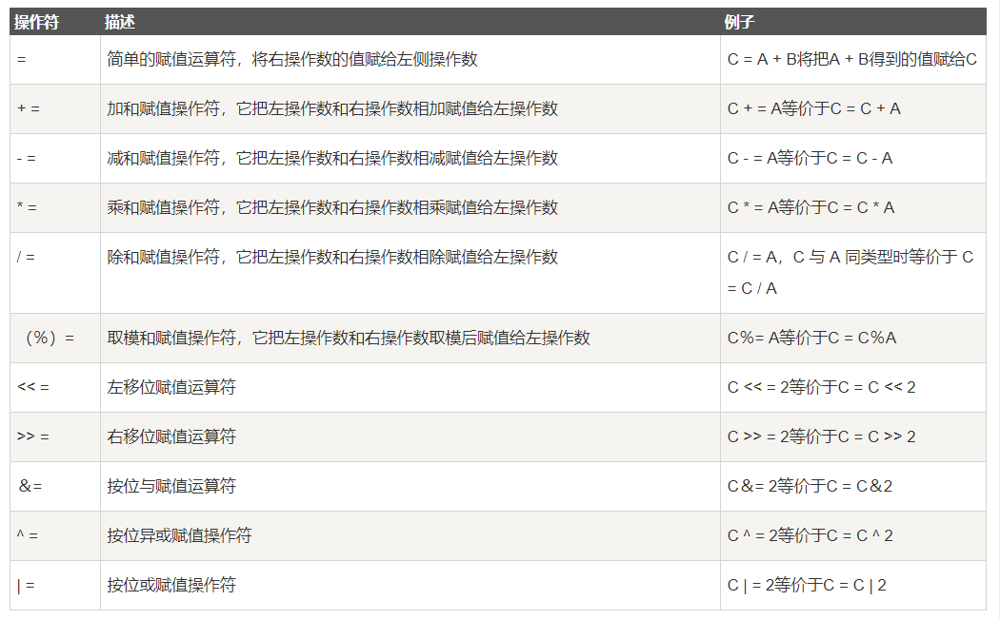 操作符 描述 例子
= 简单的赋值运算符，将右操作数的值赋给左侧操作数 C = A + B将把A + B得到的值赋给C
+ = 加和赋值操作符，它把左操作数和右操作数相加赋值给左操作数 C + = A等价于C = C + A
- = 减和赋值操作符，它把左操作数和右操作数相减赋值给左操作数 C - = A等价于C = C - A
* = 乘和赋值操作符，它把左操作数和右操作数相乘赋值给左操作数 C * = A等价于C = C * A
/ = 除和赋值操作符，它把左操作数和右操作数相除赋值给左操作数 C / = A，C 与 A 同类型时等价于 C
= C / A
（％）= 取模和赋值操作符，它把左操作数和右操作数取模后赋值给左操作数 C％= A等价于C = C％A
<< = 左移位赋值运算符 C << = 2等价于C = C << 2
>> = 右移位赋值运算符 C >> = 2等价于C = C >> 2
＆= 按位与赋值运算符 C＆= 2等价于C = C＆2
^ = 按位异或赋值操作符 C ^ = 2等价于C = C ^ 2
| = 按位或赋值操作符 C | = 2等价于C = C | 2